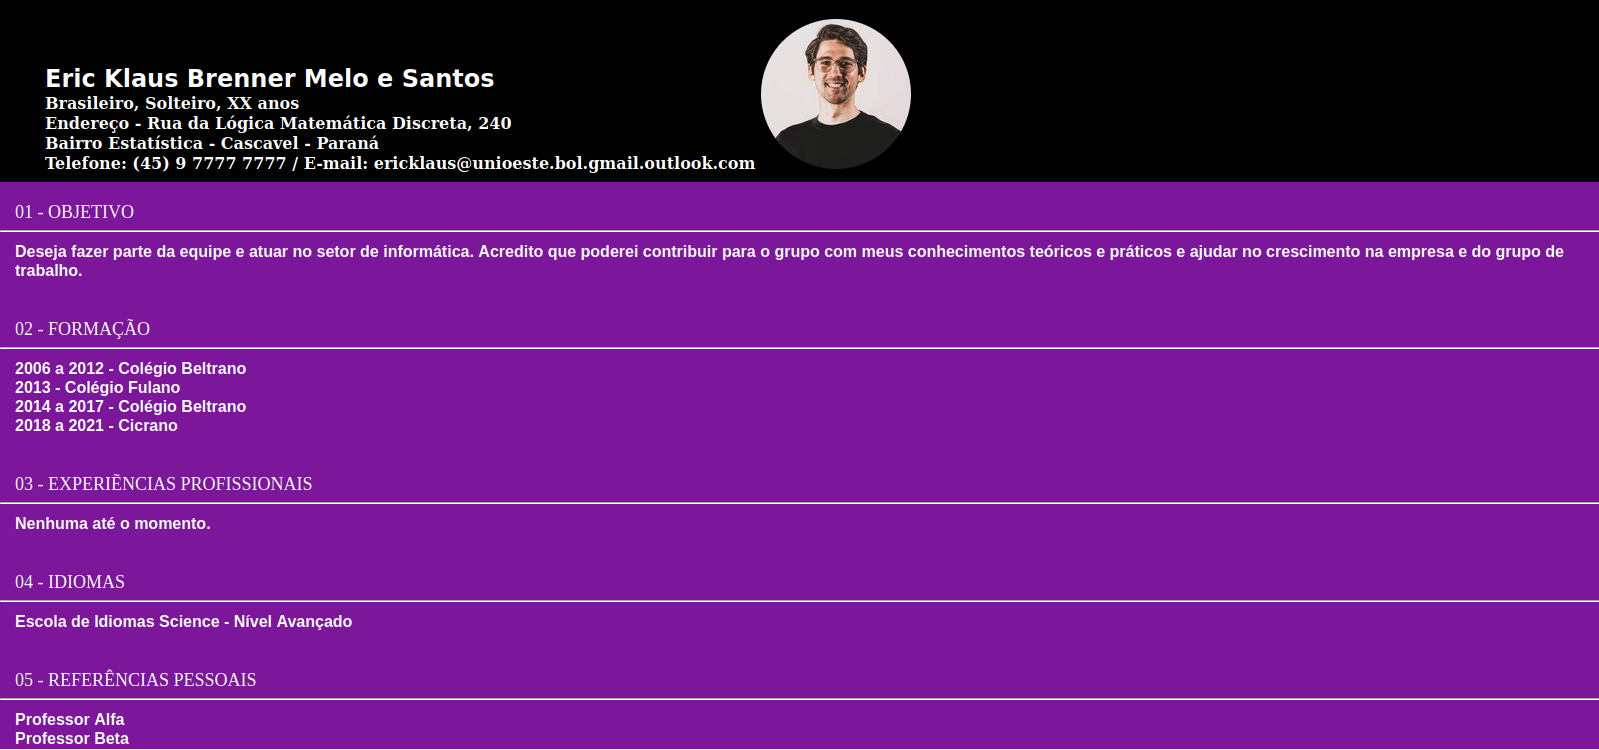 Eric Klaus Brenner Melo e Santos
Brasileiro, Solteiro, XX anos
Endereço - Rua da Lógica Matemática Discreta, 240
Bairro Estatística - Cascavel - Paraná
Telefone: (45) 9 7777 7777 / E-mail: ericklaus@unioeste.bol.gmail.outlook.com
01 - OBJETIVO
Deseja fazer parte da equipe e atuar no setor de informática. Acredito que poderei contribuir para o grupo com meus conhecimentos teóricos e práticos e ajudar no crescimento na empresa e do grupo de
trabalho.
02 - FORMAÇÃO
2006 a 2012 - Colégio Beltrano
2013 - Colégio Fulano
2014 a 2017 - Colégio Beltrano
2018 a 2021 - Cicrano
03 - EXPERIẼNCIAS PROFISSIONAIS
Nenhuma até o momento.
04 - IDIOMAS
Escola de Idiomas Science - Nível Avançado
05 - REFERÊNCIAS PESSOAIS
Professor Alfa
Professor Beta